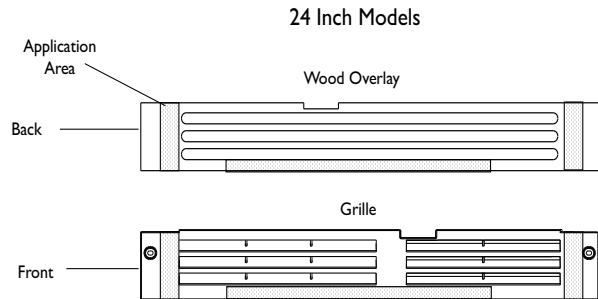 24 Inch Models
Application
Area
Wood Overlay
Back
Grille
Front